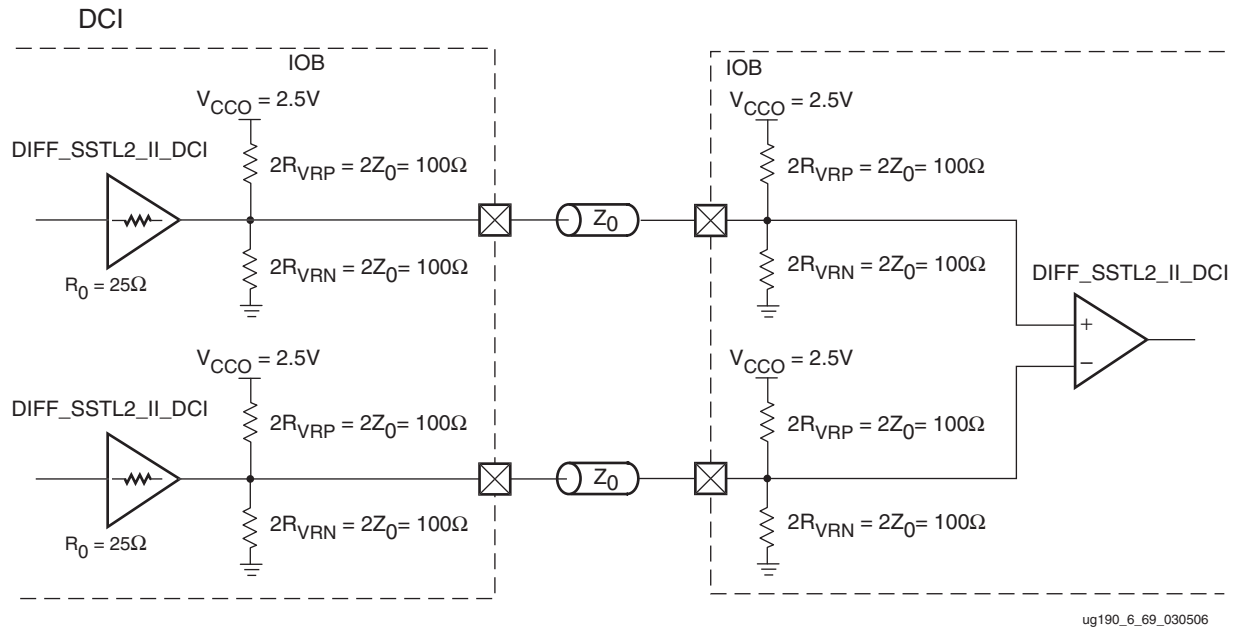 DCI
IOB
IOB
V_CCO = 2.5V
V_CCO = 2.5V
DIFF_SSTL2_II_DCI
2R_VRP = 2Z_0= 100Ω
2R_VRP = 2Z_0= 100Ω
Z_0
2R_VRN = 2Z_0= 100Ω
2R_VRN = 2Z_0= 100Ω
R_0 = 25Ω
DIFF_SSTL2_II_DCI
+
−
V_CCO = 2.5V
V_CCO = 2.5V
DIFF_SSTL2_II_DCI
2R_VRP = 2Z_0= 100Ω
2R_VRP = 2Z_0= 100Ω
Z_0
2R_VRN = 2Z_0= 100Ω
2R_VRN = 2Z_0= 100Ω
R_0 = 25Ω
ug190_6_69_030506